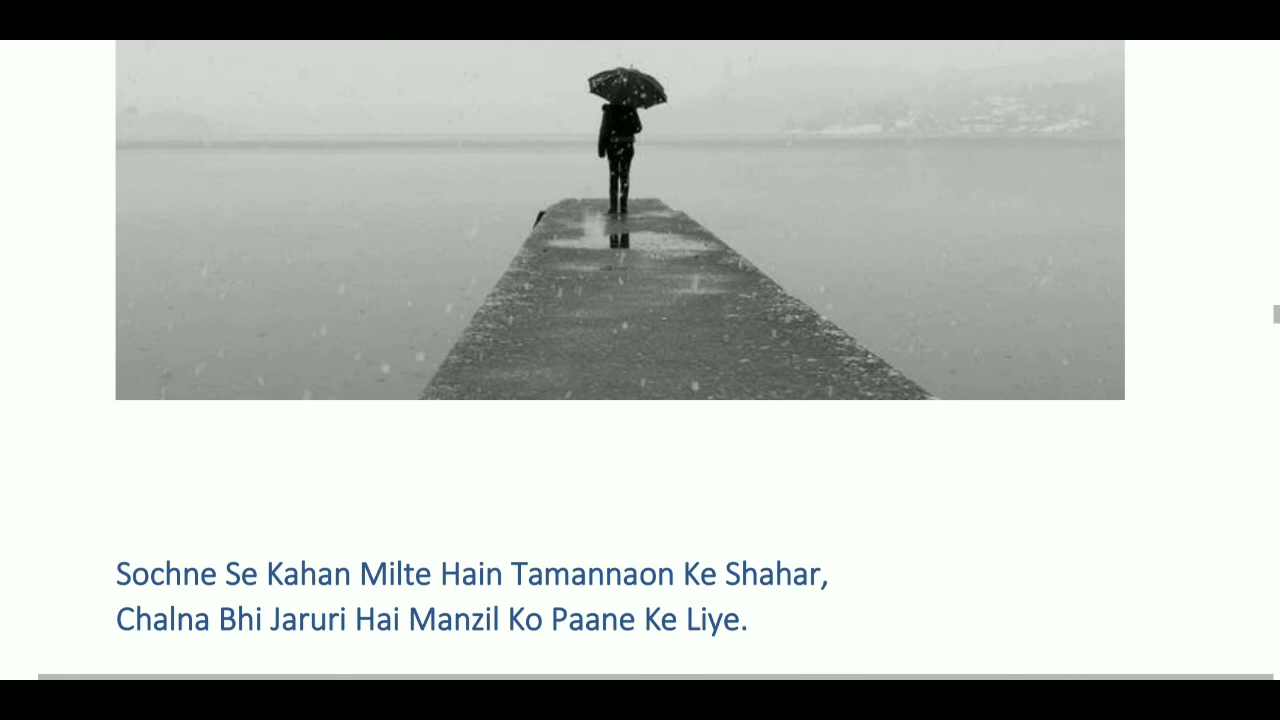 Sochne Se Kahan Milte Hain Tamannaon Ke Shahar,
Chalna Bhi Jaruri Hai Manzil Ko Paane Ke Liye.